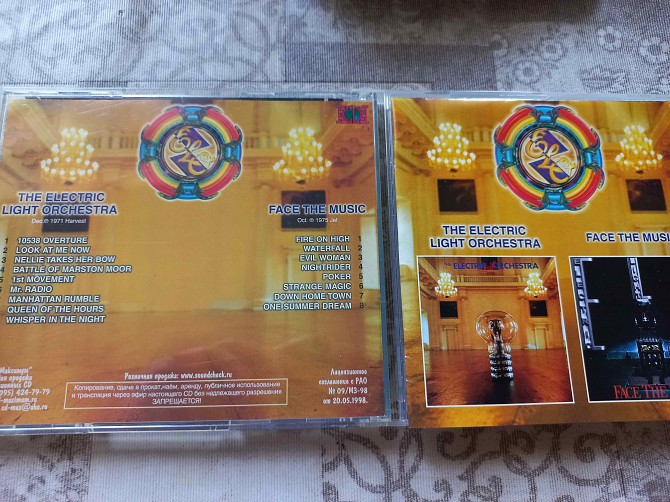 THE ELECTRIC
LIGHT ORCHESTRA
Dec ℗ 1971 Harvest
1 10538 OVERTURE
2 LOOK AT ME NOW
3 NELLIE TAKES HER BOW
4 BATTLE OF MARSTON MOOR
5 1st MOVEMENT
Mr. RADIO
MANHATTAN RUMBLE
QUEEN OF THE HOURS
WHISPER IN THE NIGHT
FACE THE MUSIC
Oct ℗ 1975 Jet
FIRE ON HIGH 1
WATERFALL 2
EVIL WOMAN 3
NIGHTRIDER 4
POKER 5
STRANGE MAGIC 6
DOWN HOME TOWN 7
ONE SUMMER DREAM 8
Максимум"
продажа
CD
095) 424-79-79
Розничная продажа: www.soundcheck.ru
Копирование, сдача в прокат,наём, аренду, публичное использование
и трансляция через эфир настоящего CD без надлежащего разрешения
ЗАПРЕЩАЕТСЯ!
Лицензионное
соглашение с РАО
№ 09/МЗ-98
от 20.05.1998.
THE ELECTRIC
LIGHT ORCHESTRA
FACE THE MUSI
ELECTRIC ORCHESTRA
FACE THE